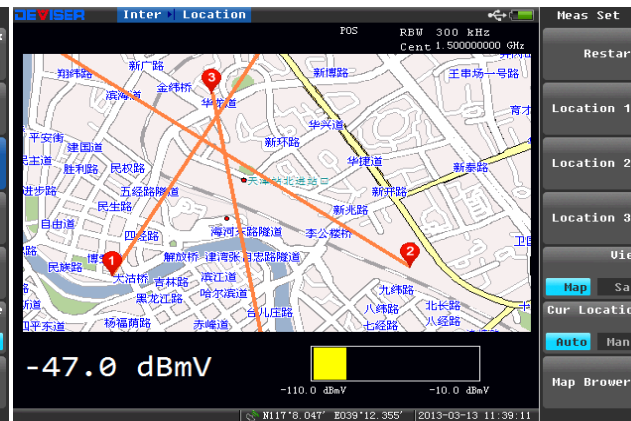 DEVISER Inter Location Meas Set
POS RBW 300 kHz
Cent 1.500000000 GHz
Restar
Location 1
Location 2
Location 3
Vie
Map Sa
Cur Locatio
Auto Man
Map Brower
翔纬路
新广路
金纬桥
3
新博路
王串场一号路
滨海道
华龙道
育才
华兴道
平安街
建国道
新环路
主道
胜利路
民权路
华捷道
新泰路
天津站北进站口
进步路
五经路隧道
新开路
民生路
新兆路
自由道
四经路
海河东路隧道
李公楼桥
卫
路
1
解放桥
建湾张自忠路隧道
2
民族路
大沽桥
吉林路
滨江道
九纬路
黑龙江路
哈尔滨道
台儿庄路
八纬路
北长路
四平东道
杨福荫路
赤峰道
七经路
八经路
-47.0 dBmV
-110.0 dBmV -10.0 dBmV
N117°8.047′ E039°12.355′ 2013-03-13 11:39:11